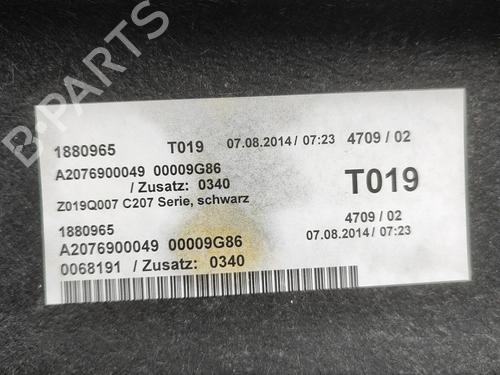 B-PARTS
1880965 T019 07.08.2014 / 07:23 4709 / 02
A2076900049 00009G86
/ Zusatz: 0340
T019
Z019Q007 C207 Serie, schwarz
1880965 4709 / 02
A2076900049 00009G86 07.08.2014 / 07:23
0068191 / Zusatz: 0340